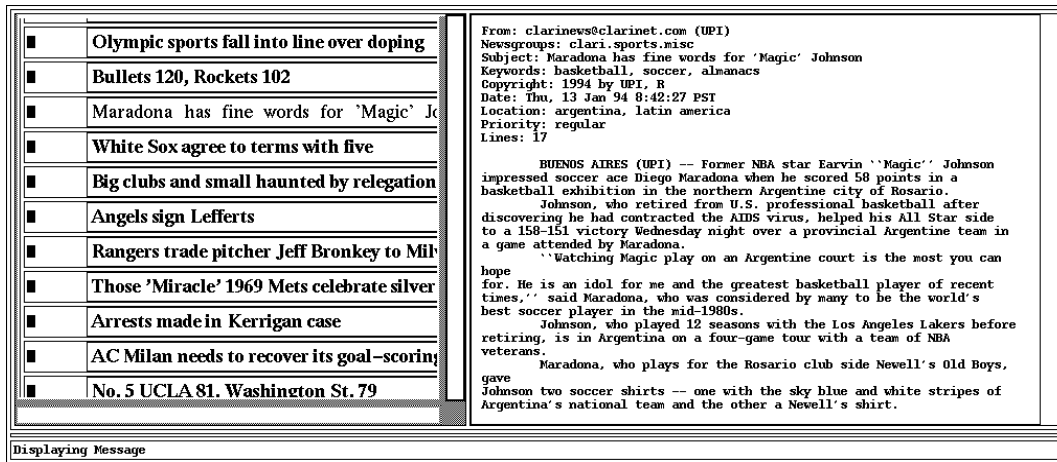 Olympic sports fall into line over doping
Bullets 120, Rockets 102
Maradona has fine words for `Magic' Jo
White Sox agree to terms with five
Big clubs and small haunted by relegation
Angels sign Lefferts
Rangers trade pitcher Jeff Bronkey to Milw
Those 'Miracle' 1969 Mets celebrate silver
Arrests made in Kerrigan case
AC Milan needs to recover its goal-scoring
No. 5 UCLA 81, Washington St. 79
From: clarinews@clarinet.com (UPI)
Newsgroups: clari.sports.misc
Subject: Maradona has fine words for `Magic' Johnson
Keywords: basketball, soccer, almanacs
Copyright: 1994 by UPI, R
Date: Thu, 13 Jan 94 8:42:27 PST
Location: argentina, latin america
Priority: regular
Lines: 17
BUENOS AIRES (UPI) -- Former NBA star Earvin ``Magic'' Johnson
impressed soccer ace Diego Maradona when he scored 58 points in a
basketball exhibition in the northern Argentine city of Rosario.
Johnson, who retired from U.S. professional basketball after
discovering he had contracted the AIDS virus, helped his All Star side
to a 158-151 victory Wednesday night over a provincial Argentine team in
a game attended by Maradona.
``Watching Magic play on an Argentine court is the most you can
hope
for. He is an idol for me and the greatest basketball player of recent
times,'' said Maradona, who was considered by many to be the world's
best soccer player in the mid-1980s.
Johnson, who played 12 seasons with the Los Angeles Lakers before
retiring, is in Argentina on a four-game tour with a team of NBA
veterans.
Maradona, who plays for the Rosario club side Newell's Old Boys,
gave
Johnson two soccer shirts -- one with the sky blue and white stripes of
Argentina's national team and the other a Newell's shirt.
Displaying Message